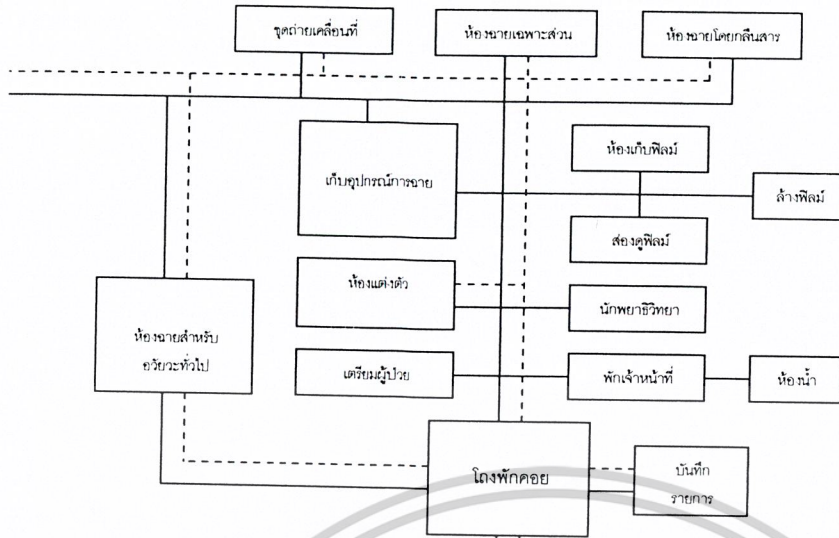 ชุดถ่ายเคลื่อนที่
ห้องฉายเฉพาะส่วน
ห้องฉายโดยกลืนสาร
เก็บอุปกรณ์การฉาย
ห้องเก็บฟิลม์
ล้างฟิลม์
ส่องดูฟิลม์
ห้องแต่งตัว
นักพยาธิวิทยา
ห้องฉายสำหรับ
อวัยวะทั่วไป
เตรียมผู้ป่วย
พักเจ้าหน้าที่
ห้องน้ำ
โถงพักคอย
บันทึก
รายการ